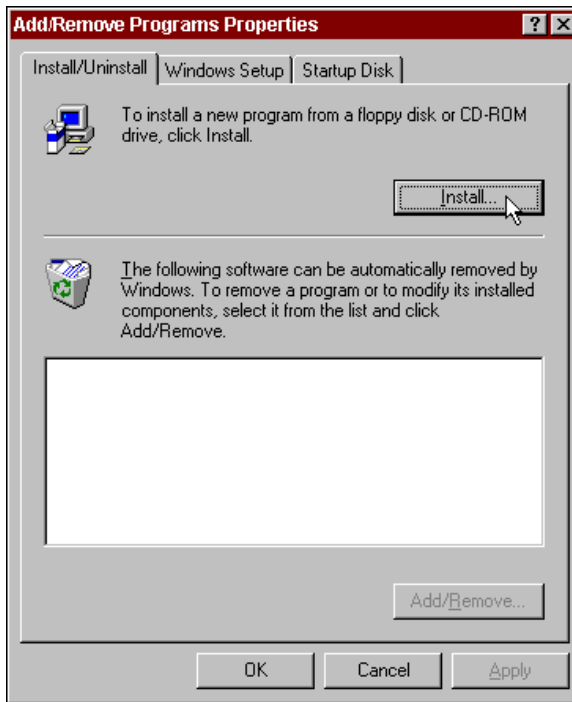 Add/Remove Programs Properties
Install/Uninstall
Windows Setup
Startup Disk
To install a new program from a floppy disk or CD-ROM
drive, click Install.
Install...
The following software can be automatically removed by
Windows. To remove a program or to modify its installed
components, select it from the list and click
Add/Remove.
Add/Remove...
OK
Cancel
Apply